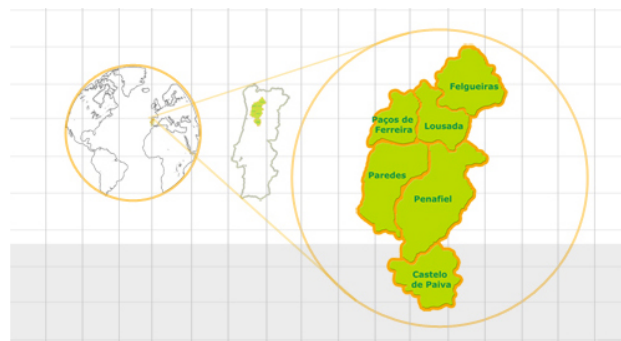 Felgueiras
Paços de
Ferreira
Lousada
Paredes
Penafiel
Castelo
de Paiva